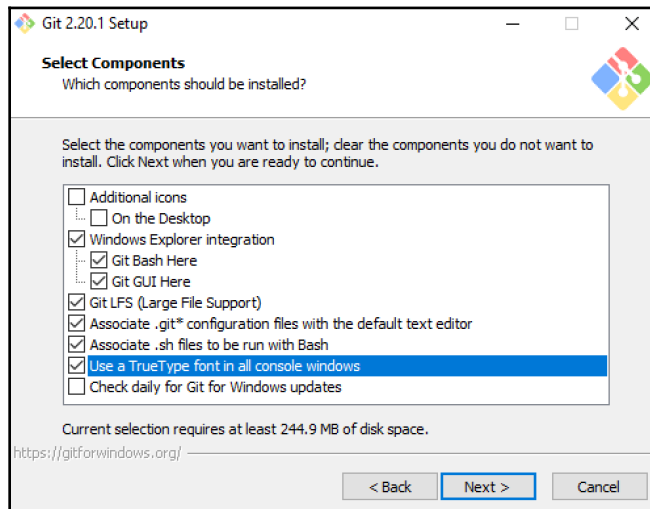 Git 2.20.1 Setup
Select Components
Which components should be installed?
Select the components you want to install; clear the components you do not want to
install. Click Next when you are ready to continue.
Additional icons
On the Desktop
Windows Explorer integration
Git Bash Here
Git GUI Here
Git LFS (Large File Support)
Associate .git* configuration files with the default text editor
Associate .sh files to be run with Bash
Use a TrueType font in all console windows
Check daily for Git for Windows updates
Current selection requires at least 244.9 MB of disk space.
https://gitforwindows.org/
< Back Next > Cancel